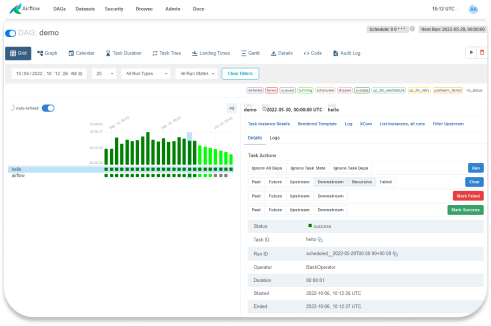 Airflow DAGs Datasets Security Browse Admin Docs 10:12 UTC AA
DAG: demo Schedule: 0 0 * * * Next Run: 2022-05-20, 00:00:00
Grid Graph Calendar Task Duration Task Tries Landing Times Gantt Details <> Code Audit Log
10/06/2022, 10:12:28 AM 25 All Run Types All Run States Clear Filters
deferred failed queued running scheduled skipped success up_for_reschedule up_for_retry upstream_failed no_status
Auto-refresh
Duration
00:00:00
hello
airflow
DAG Run Task
demo 2022-05-30, 00:00:00 UTC hello
Task Instance Details Rendered Template Log XCom List Instances, all runs Filter Upstream
Details Logs
Task Actions
Ignore All Deps Ignore Task State Ignore Task Deps Run
Past Future Upstream Downstream Recursive Failed Clear
Past Future Upstream Downstream Mark Failed
Past Future Upstream Downstream Mark Success
Status success
Task ID hello
Run ID scheduled__2022-05-29T00:00:00+00:00
Operator BashOperator
Duration 00:00:01
Started 2022-10-06, 10:12:26 UTC
Ended 2022-10-06, 10:12:27 UTC